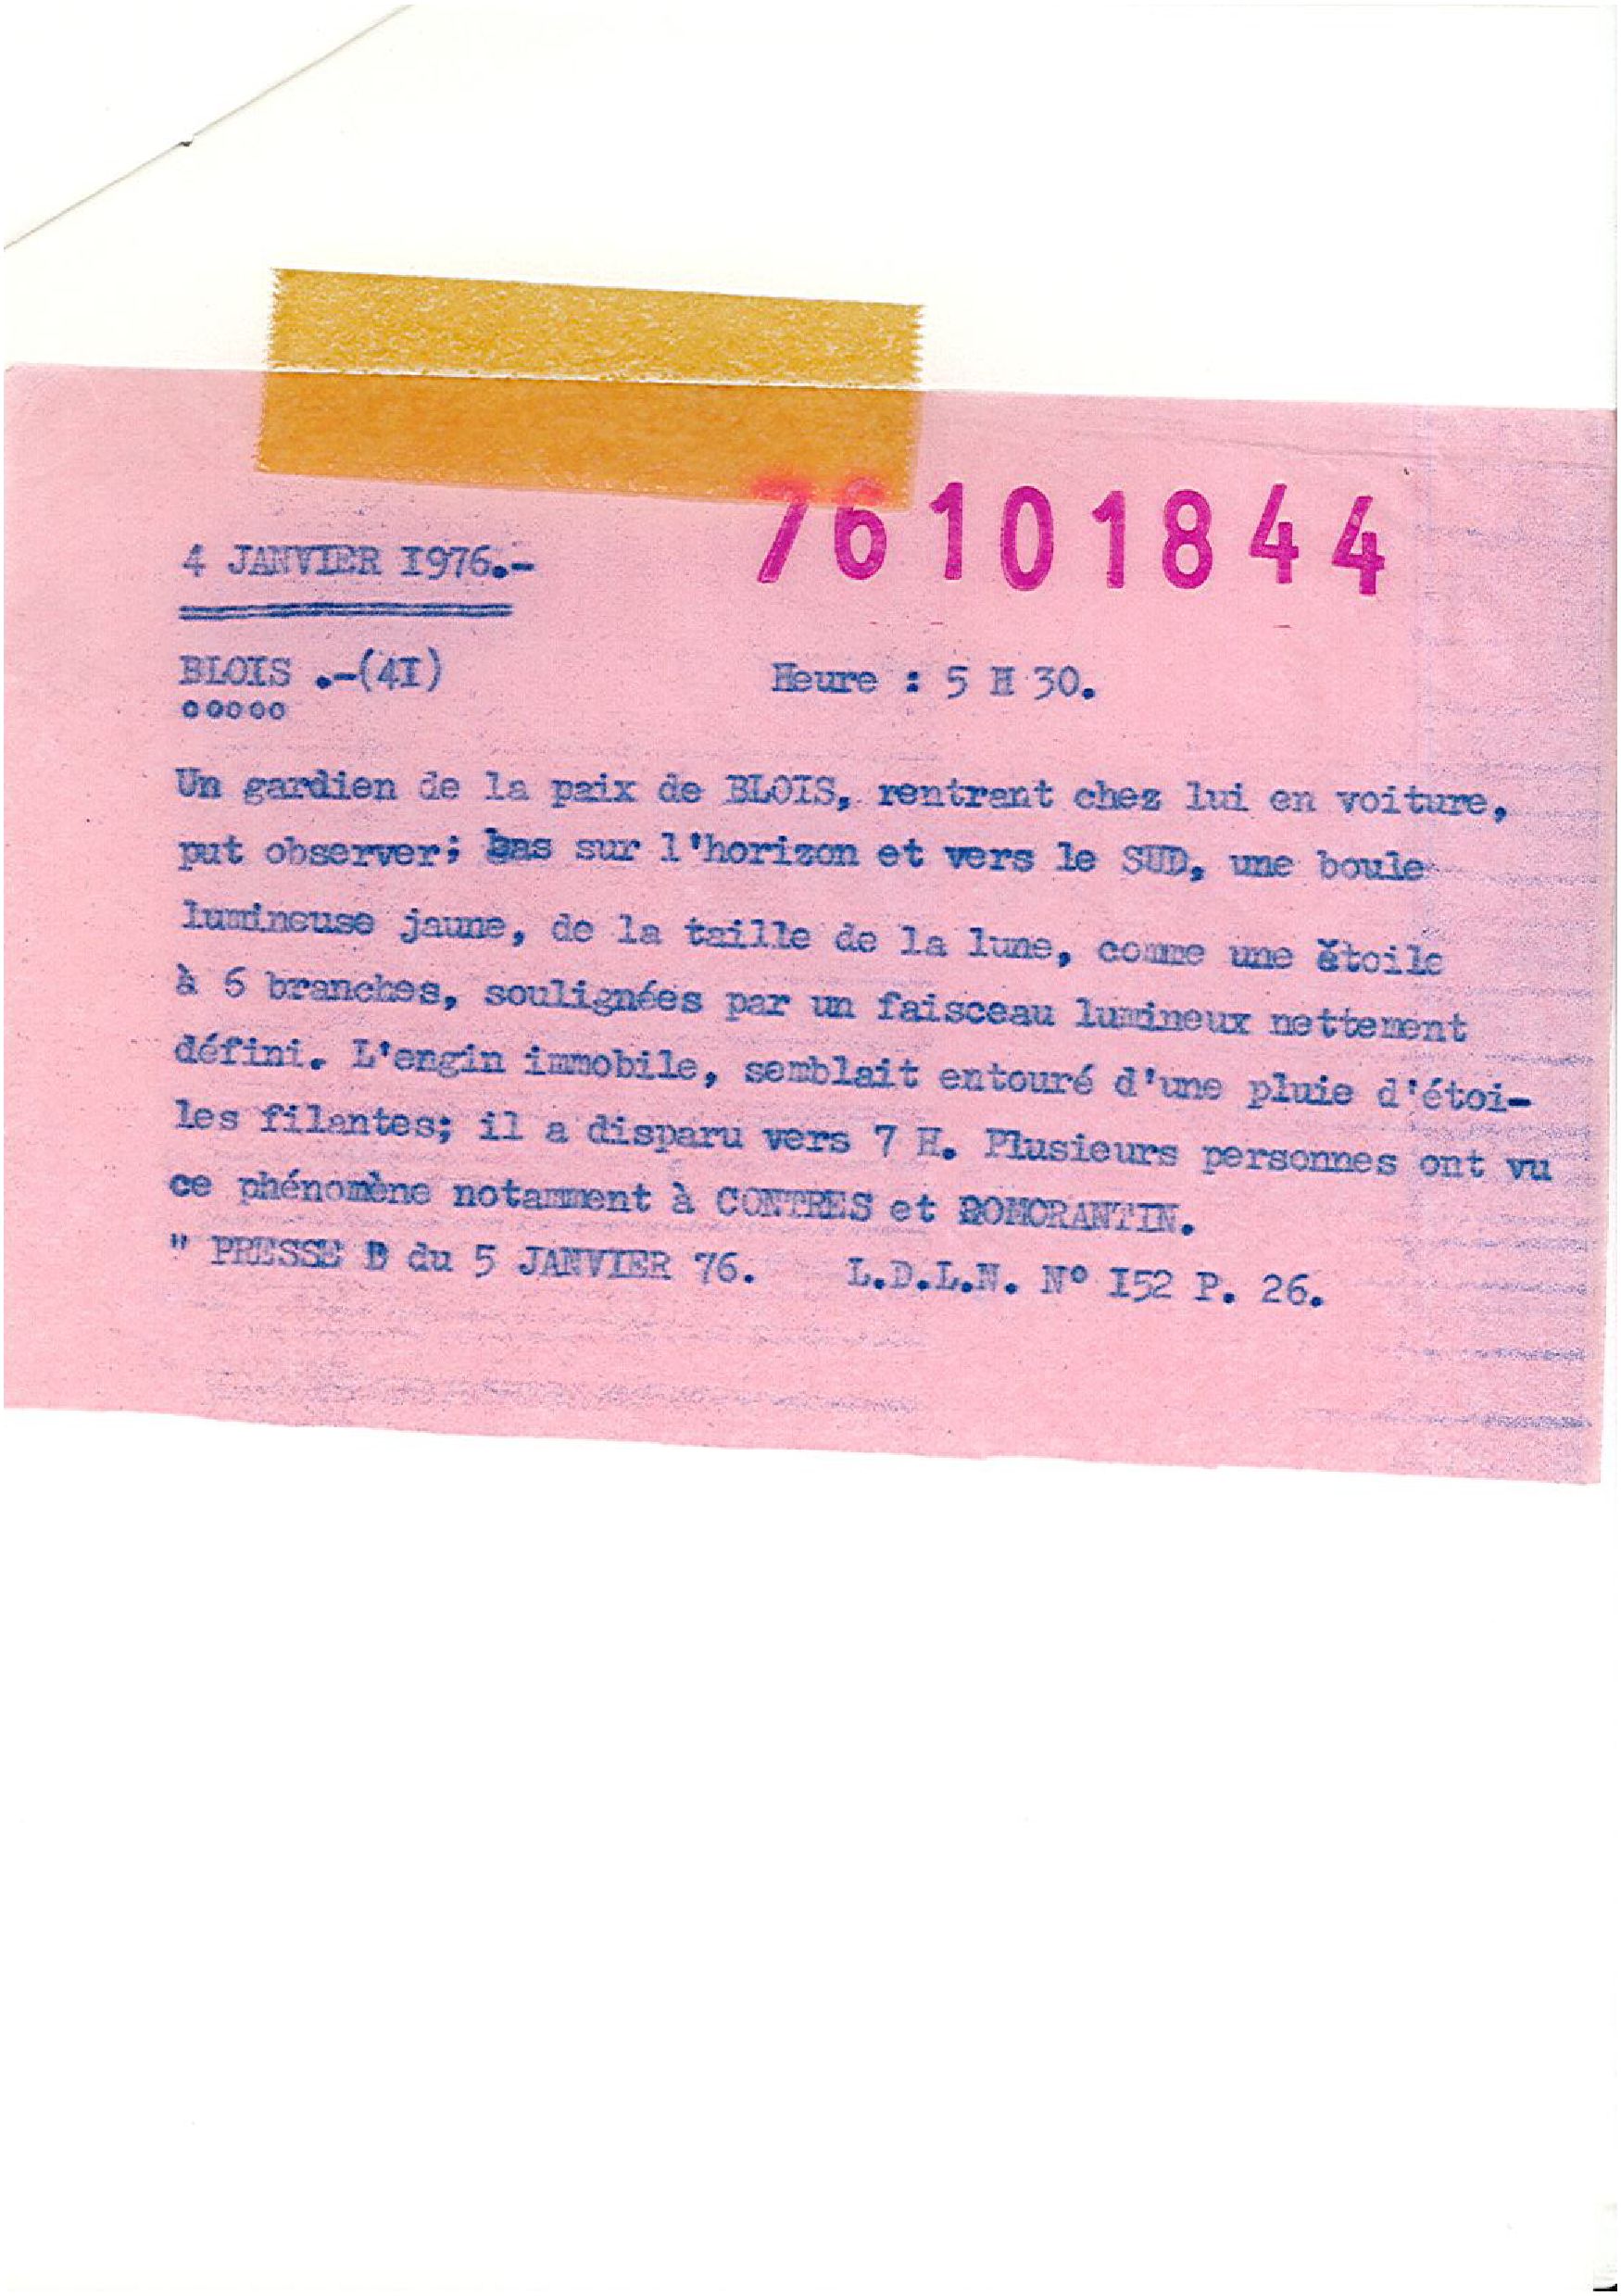 76101844
4 JANVIER I976.-
BLOIS .-(4I)
Heure : 5 H 30.
ooooo
Un gardien de la paix de BLOIS, rentrant chez lui en voiture,
put observer; bas sur l'horizon et vers le SUD, une boule
lumineuse jaune, de la taille de la lune, comme une étoile
à 6 branches, soulignées par un faisceau lumineux nettement
défini. L'engin immobile, semblait entouré d'une pluie d'étoi-
les filantes; il a disparu vers 7 H. Plusieurs personnes ont vu
ce phénomène notamment à CONTRES et ROMORANTIN.
" PRESSE " du 5 JANVIER 76. L.D.L.N. N° I52 P. 26.